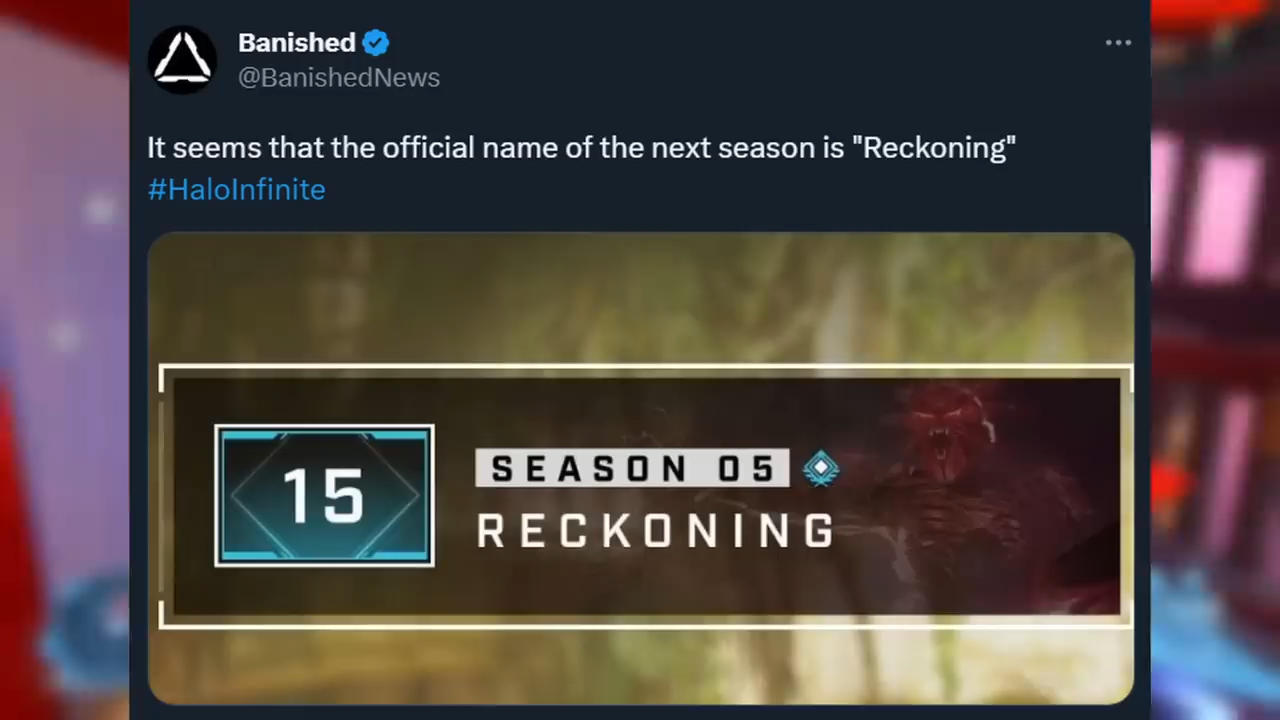 Banished
@BanishedNews
It seems that the official name of the next season is "Reckoning"
#HaloInfinite
15
SEASON 05
RECKONING